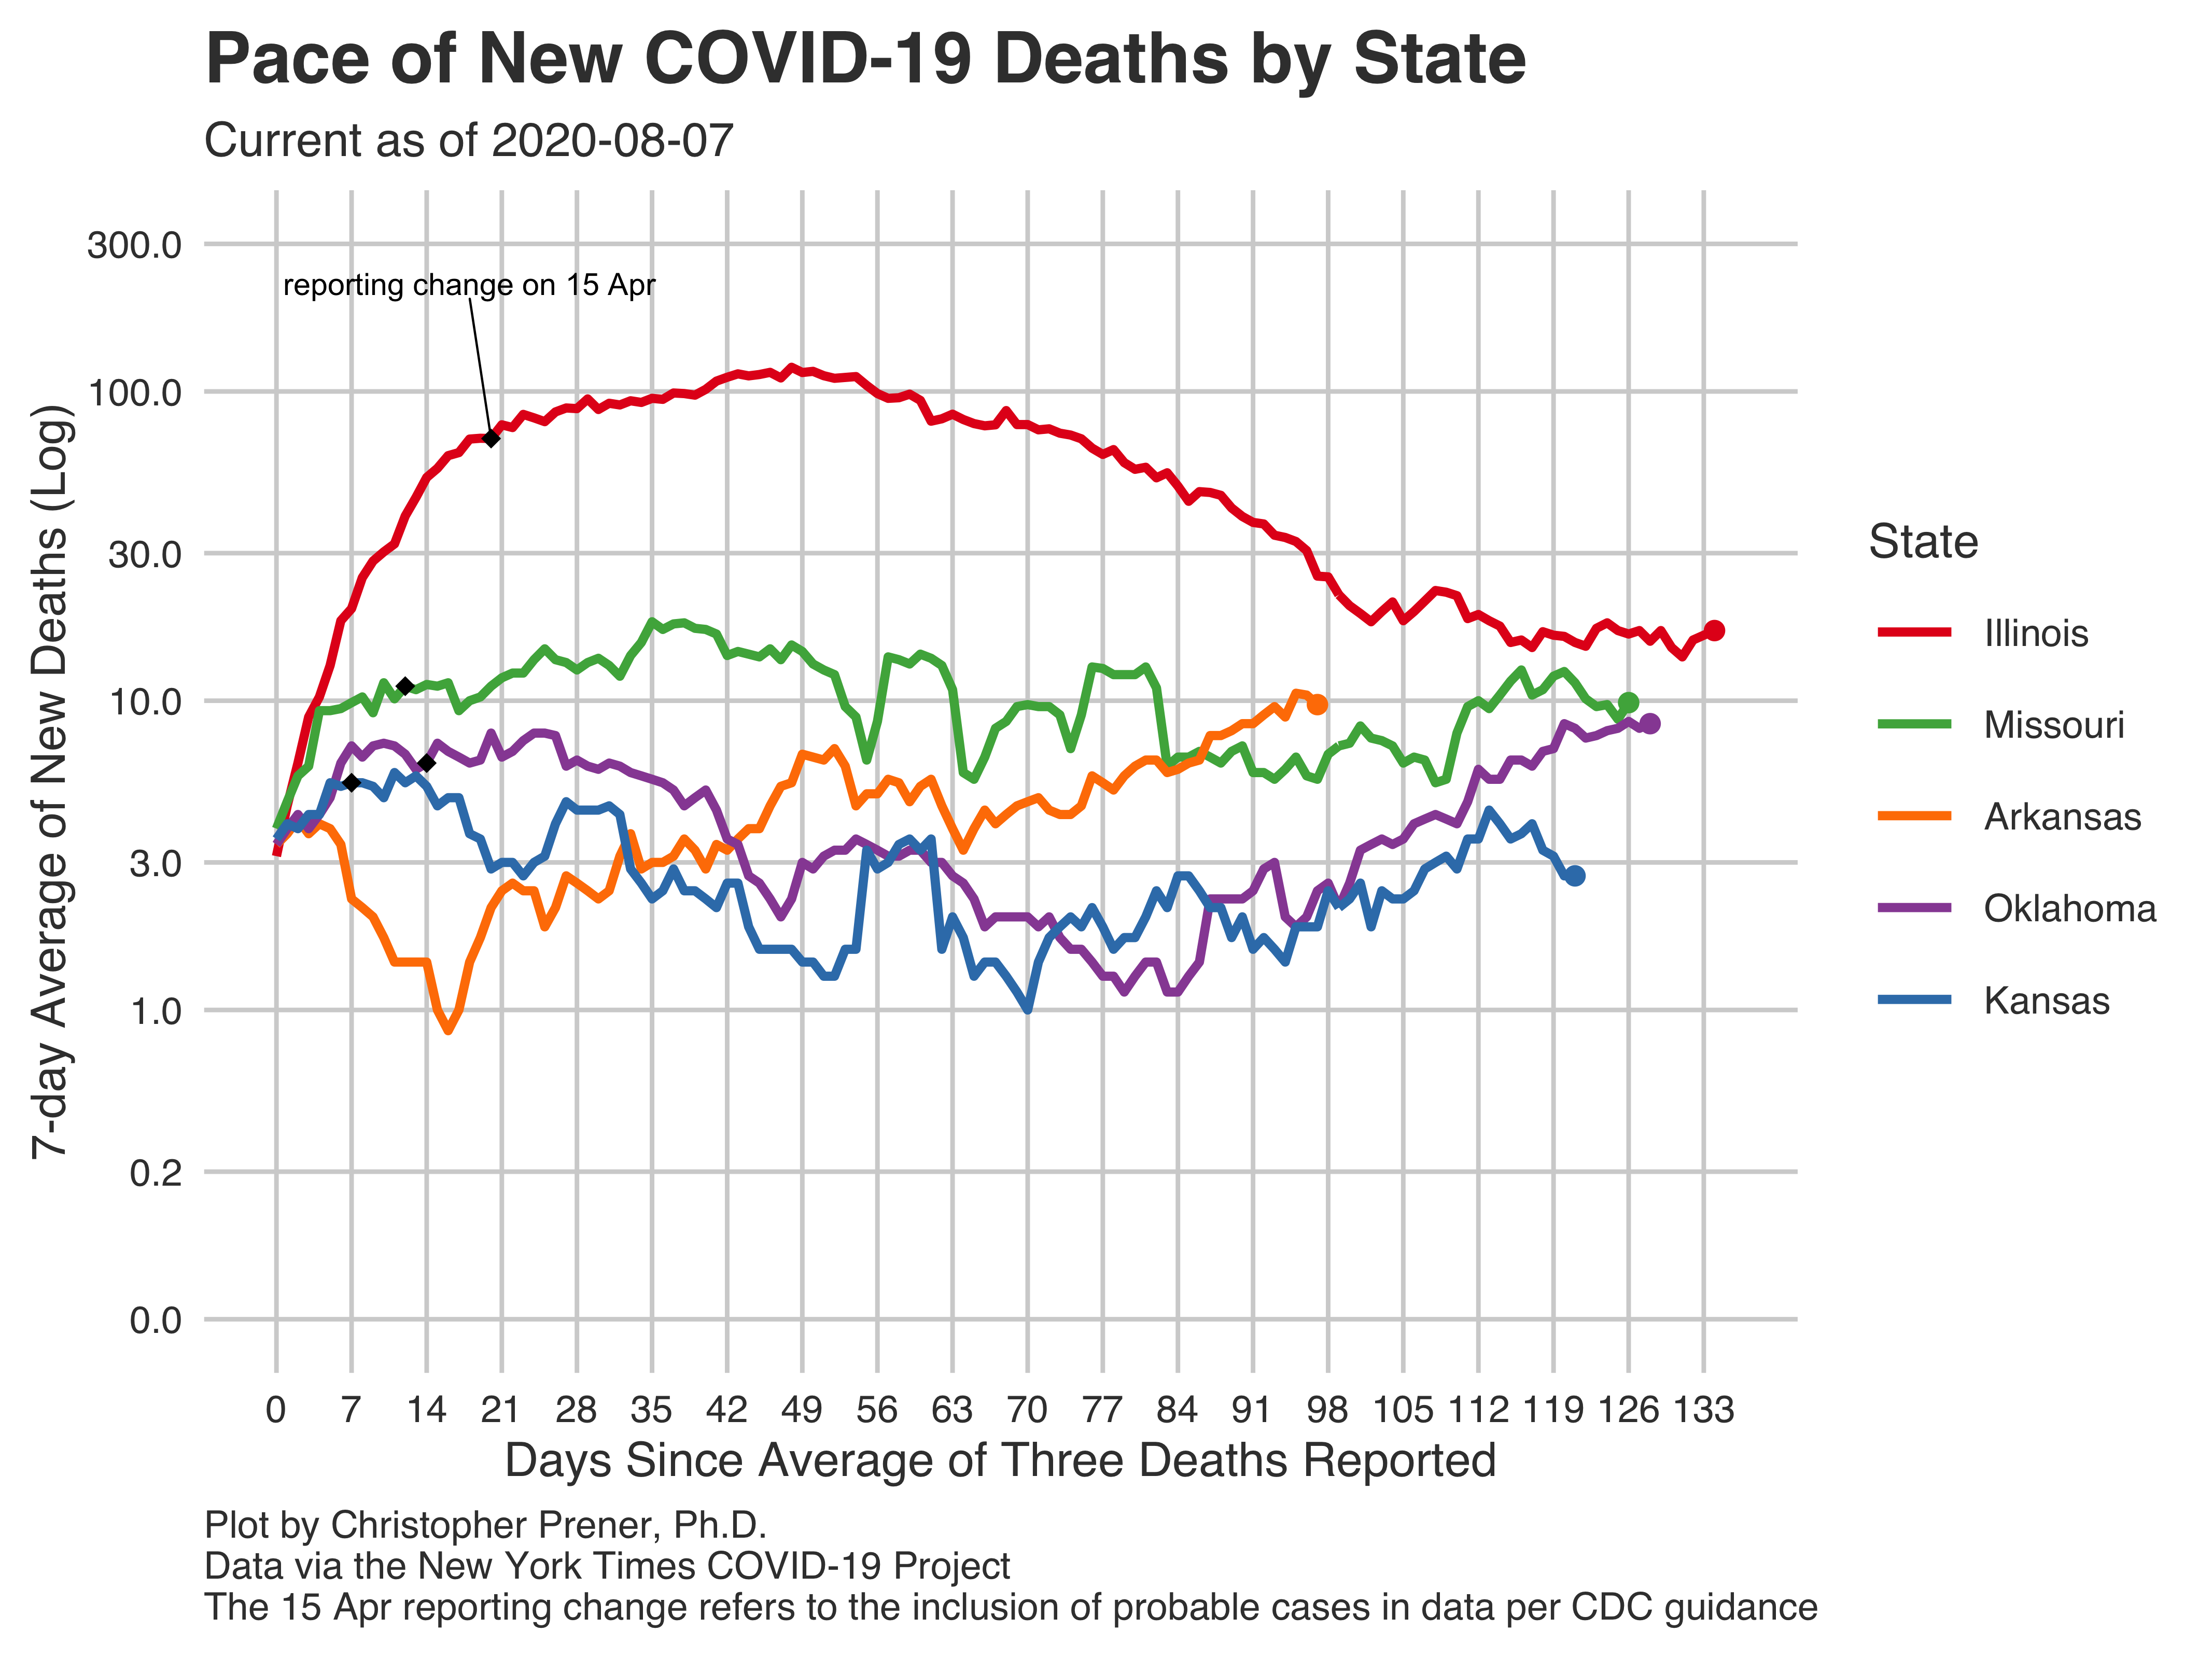 Pace of New COVID-19 Deaths by State
Current as of 2020-08-07
7-day Average of New Deaths (Log)
300.0
100.0
30.0
10.0
3.0
1.0
0.2
0.0
reporting change on 15 Apr
0 7 14 21 28 35 42 49 56 63 70 77 84 91 98 105 112 119 126 133
Days Since Average of Three Deaths Reported
State
Illinois
Missouri
Arkansas
Oklahoma
Kansas
Plot by Christopher Prener, Ph.D.
Data via the New York Times COVID-19 Project
The 15 Apr reporting change refers to the inclusion of probable cases in data per CDC guidance